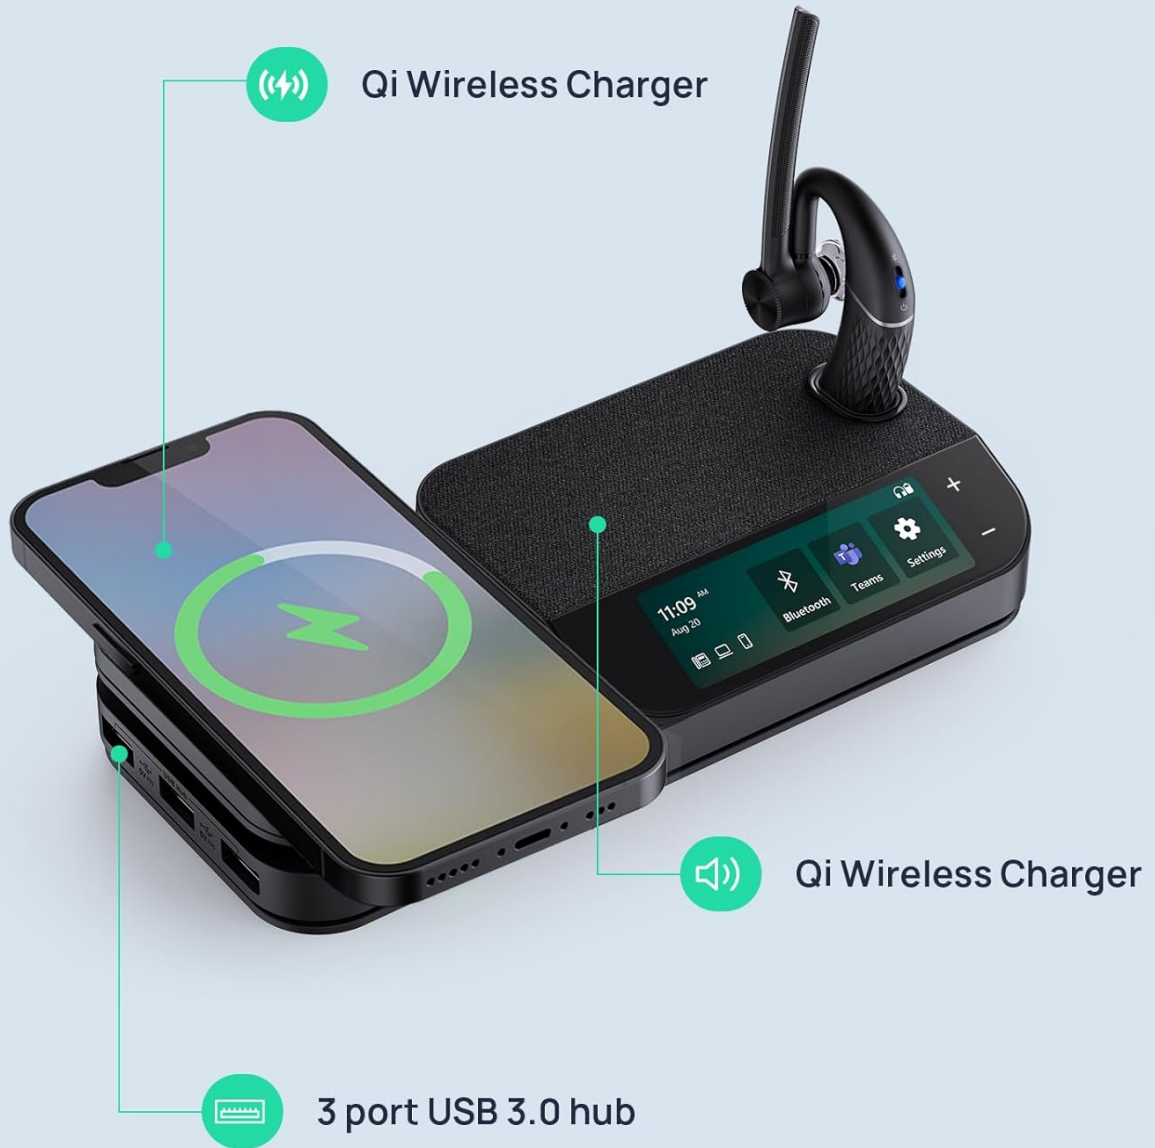 Qi Wireless Charger
11:09 AM
Aug 20
Bluetooth
Teams
Settings
+
−
Qi Wireless Charger
3 port USB 3.0 hub